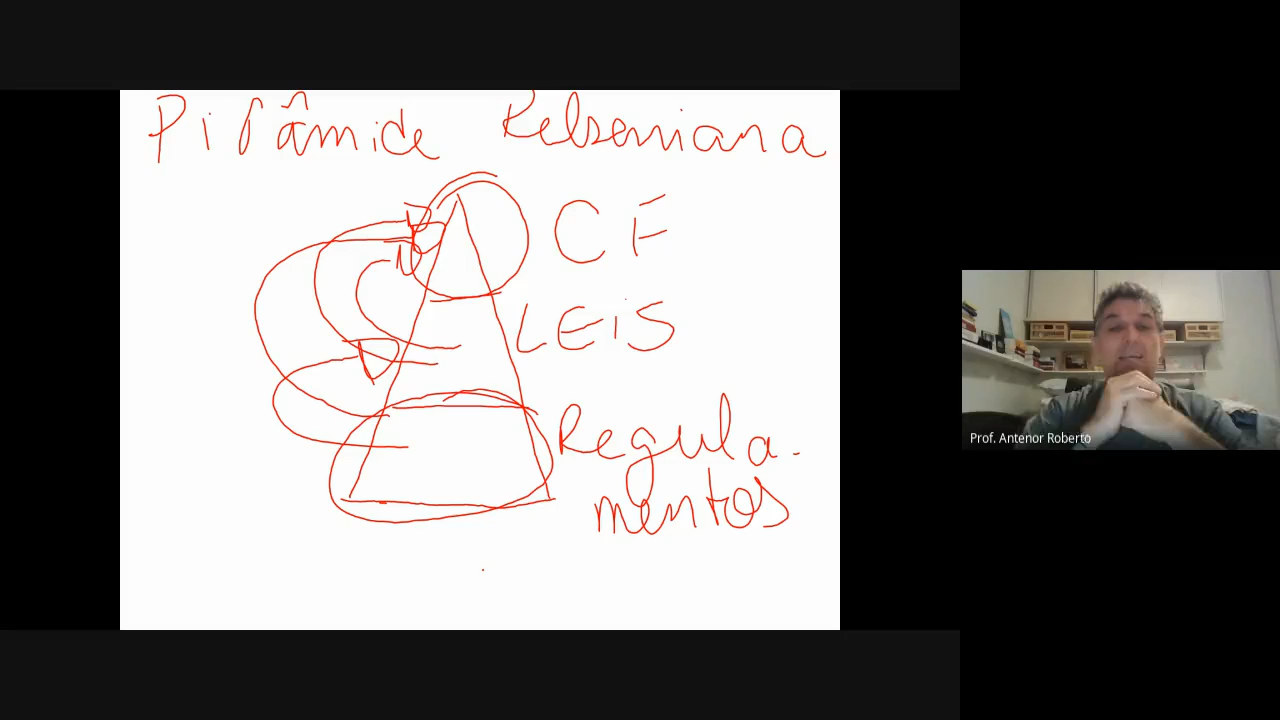 Pirâmide Kelseniana
CF
LEiS
Regula-
mentos
Prof. Antenor Roberto